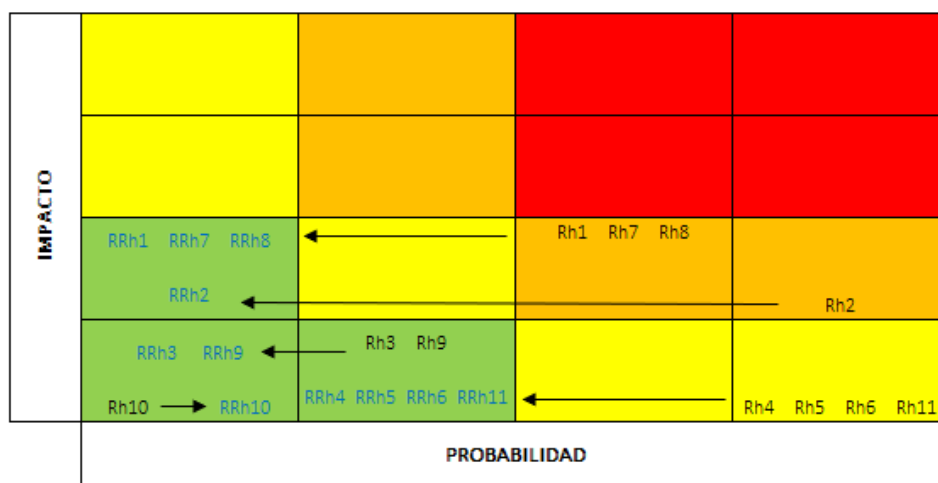 IMPACTO
RRh1 RRh7 RRh8
Rh1 Rh7 Rh8
RRh2
Rh2
RRh3 RRh9
Rh3 Rh9
Rh10
RRh10
RRh4 RRh5 RRh6 RRh11
Rh4 Rh5 Rh6 Rh11
PROBABILIDAD